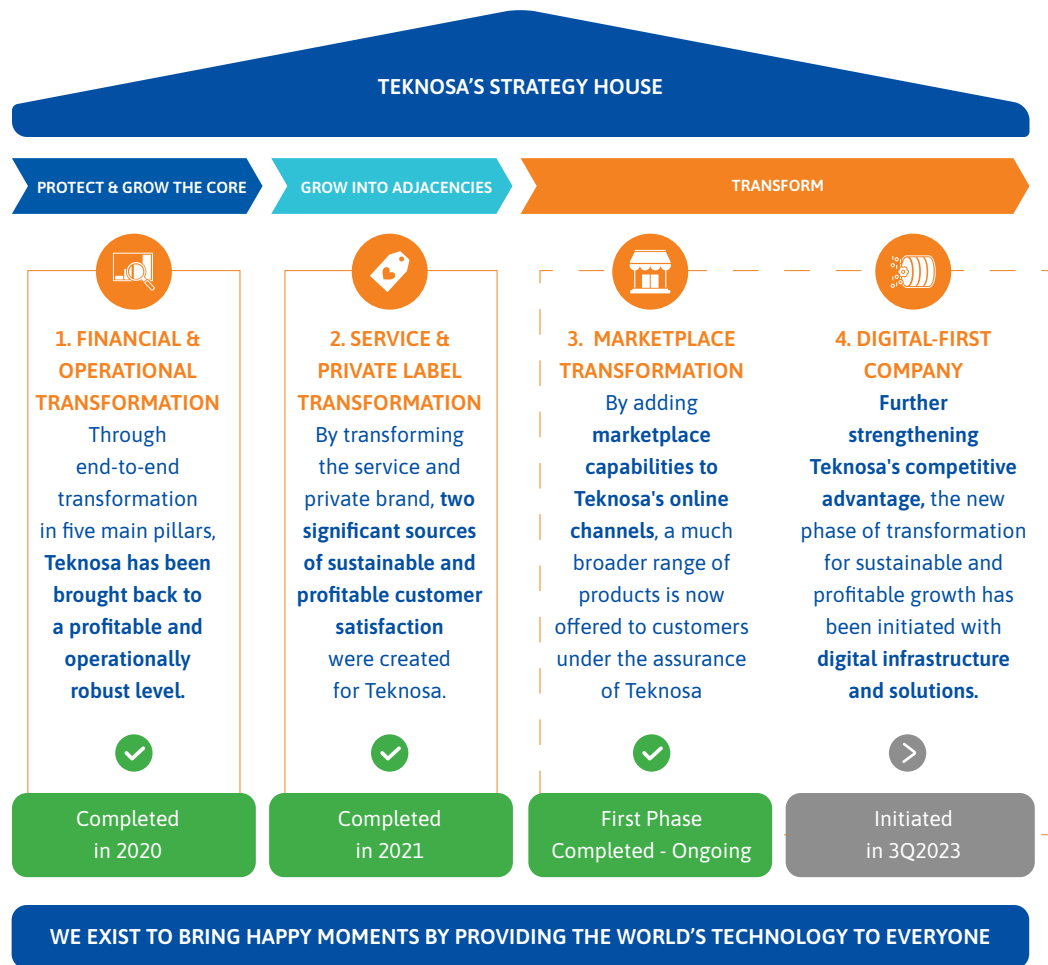 TEKNOSA’S STRATEGY HOUSE
PROTECT & GROW THE CORE
GROW INTO ADJACENCIES
TRANSFORM
1. FINANCIAL &
OPERATIONAL
TRANSFORMATION
Through
end-to-end
transformation
in five main pillars,
Teknosa has been
brought back to
a profitable and
operationally
robust level.
Completed
in 2020
2. SERVICE &
PRIVATE LABEL
TRANSFORMATION
By transforming
the service and
private brand, two
significant sources
of sustainable and
profitable customer
satisfaction
were created
for Teknosa.
Completed
in 2021
3. MARKETPLACE
TRANSFORMATION
By adding
marketplace
capabilities to
Teknosa's online
channels, a much
broader range of
products is now
offered to customers
under the assurance
of Teknosa
First Phase
Completed - Ongoing
4. DIGITAL-FIRST
COMPANY
Further
strengthening
Teknosa's competitive
advantage, the new
phase of transformation
for sustainable and
profitable growth has
been initiated with
digital infrastructure
and solutions.
Initiated
in 3Q2023
WE EXIST TO BRING HAPPY MOMENTS BY PROVIDING THE WORLD’S TECHNOLOGY TO EVERYONE